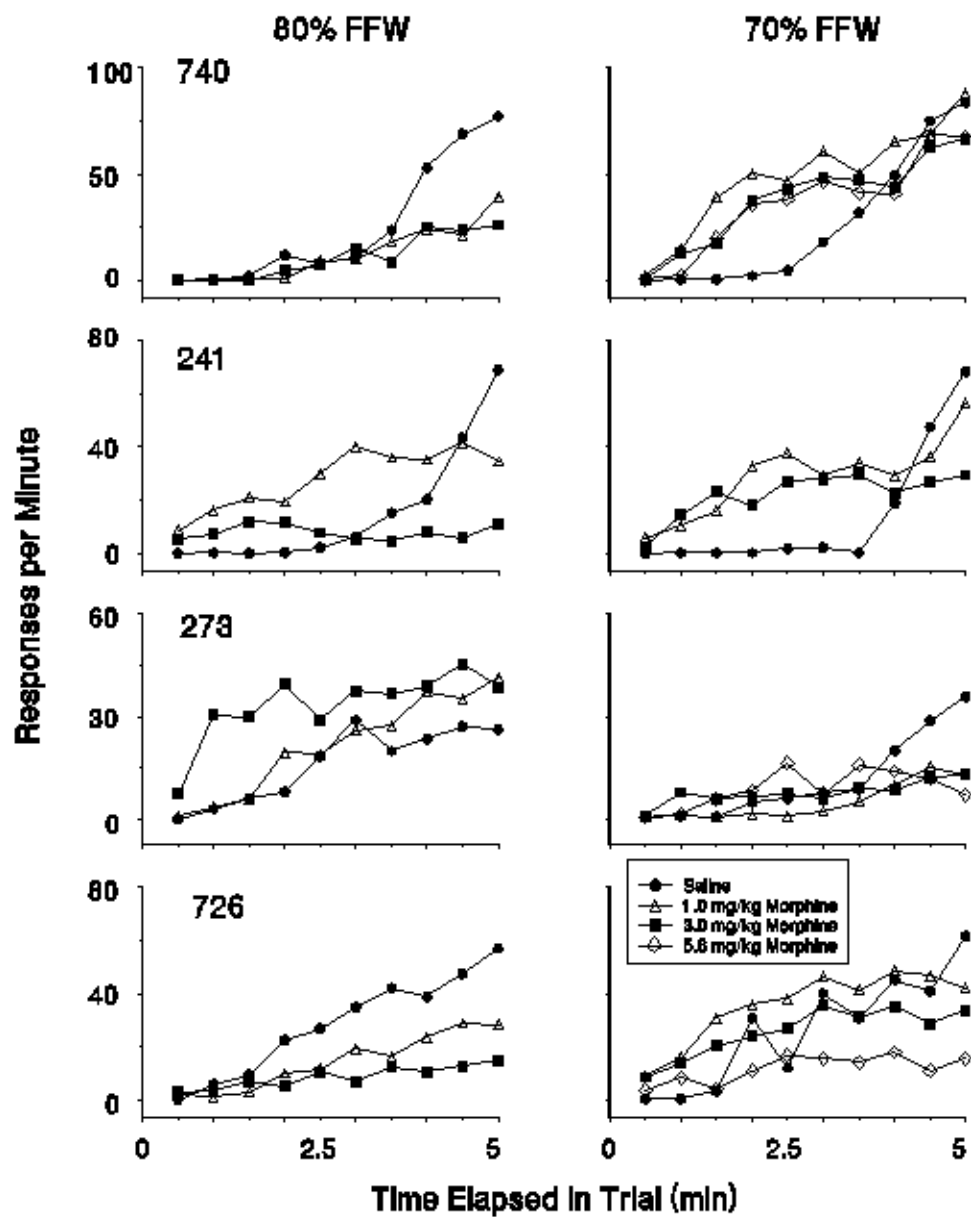 80% FFW
70% FFW
740
100
50
0
241
80
40
0
273
60
30
0
726
80
40
0
Saline
1.0 mg/kg Morphine
3.0 mg/kg Morphine
5.6 mg/kg Morphine
0
2.5
5
0
2.5
5
Responses per Minute
Time Elapsed in Trial (min)